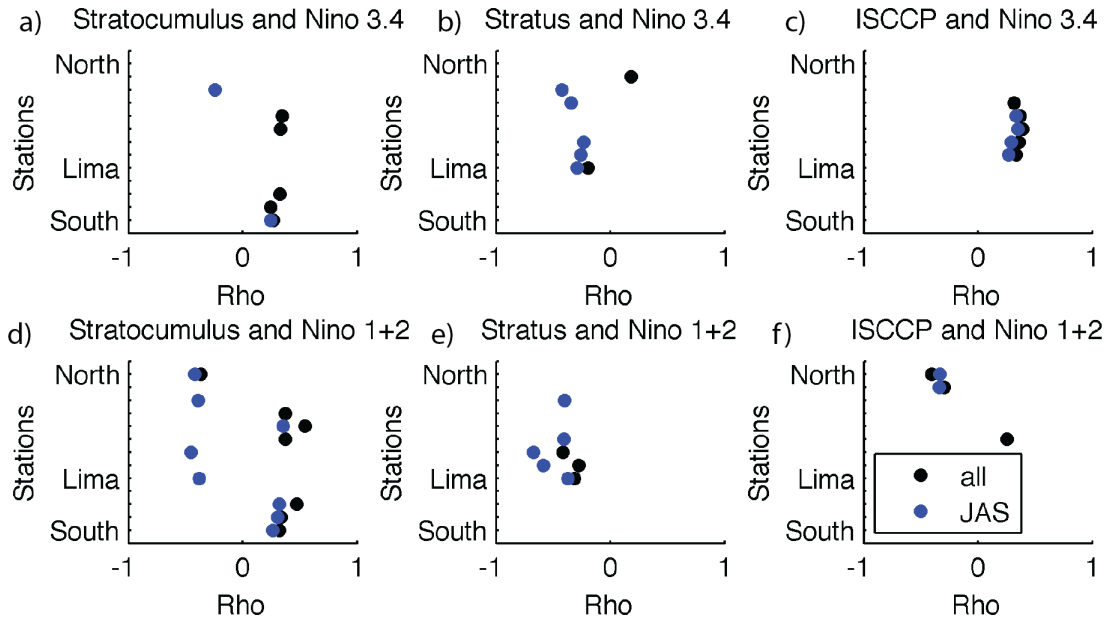 a) Stratocumulus and Nino 3.4
North
Lima
South
Stations
-1 0 1
Rho
b) Stratus and Nino 3.4
North
Lima
South
Stations
-1 0 1
Rho
c) ISCCP and Nino 3.4
North
Lima
South
Stations
-1 0 1
Rho
d) Stratocumulus and Nino 1+2
North
Lima
South
Stations
-1 0 1
Rho
e) Stratus and Nino 1+2
North
Lima
South
Stations
-1 0 1
Rho
f) ISCCP and Nino 1+2
North
Lima
South
Stations
all
JAS
-1 0 1
Rho